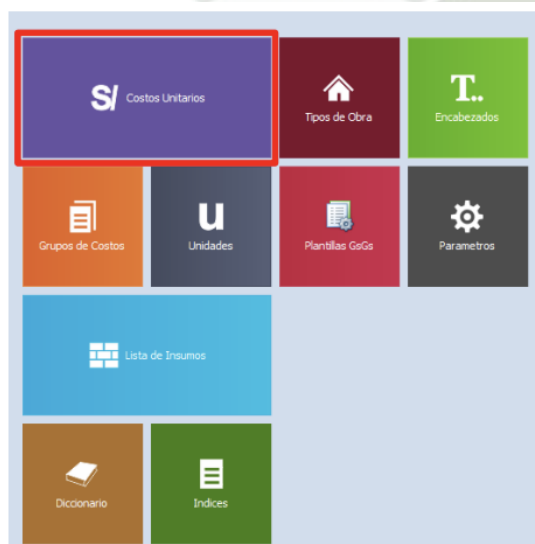 S/ Costos Unitarios
Tipos de Obra
T..
Encabezados
Grupos de Costos
u
Unidades
Plantillas GsGs
Parametros
Lista de Insumos
Diccionario
Indices